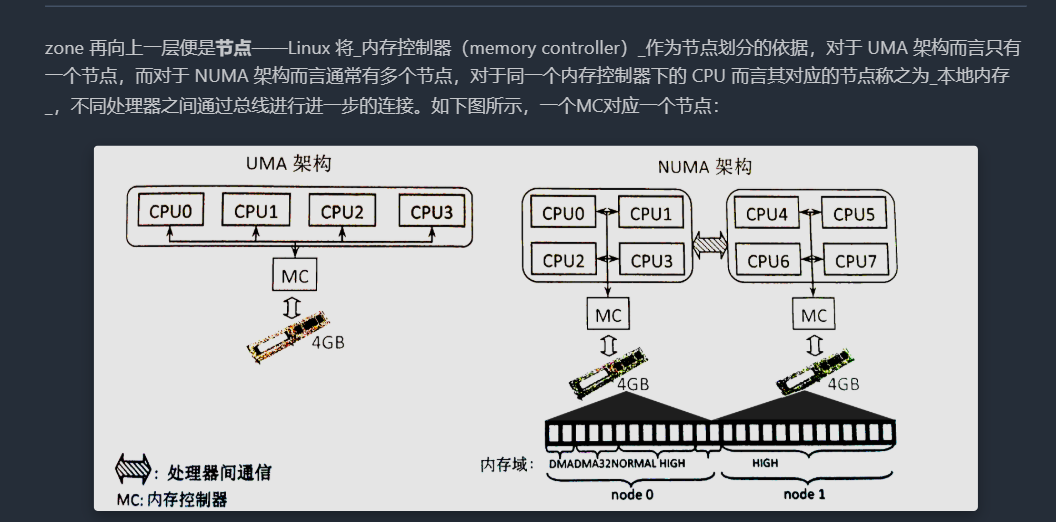 zone 再向上一层便是节点——Linux 将_内存控制器（memory controller）_作为节点划分的依据，对于 UMA 架构而言只有
一个节点，而对于 NUMA 架构而言通常有多个节点，对于同一个内存控制器下的 CPU 而言其对应的节点称之为_本地内存
_，不同处理器之间通过总线进行进一步的连接。如下图所示，一个MC对应一个节点：
UMA 架构
CPU0 CPU1 CPU2 CPU3
MC
4GB
NUMA 架构
CPU0 CPU1 CPU4 CPU5
CPU2 CPU3 CPU6 CPU7
MC MC
4GB 4GB
内存域： DMA DMA32 NORMAL HIGH HIGH
node 0 node 1
：处理器间通信
MC: 内存控制器